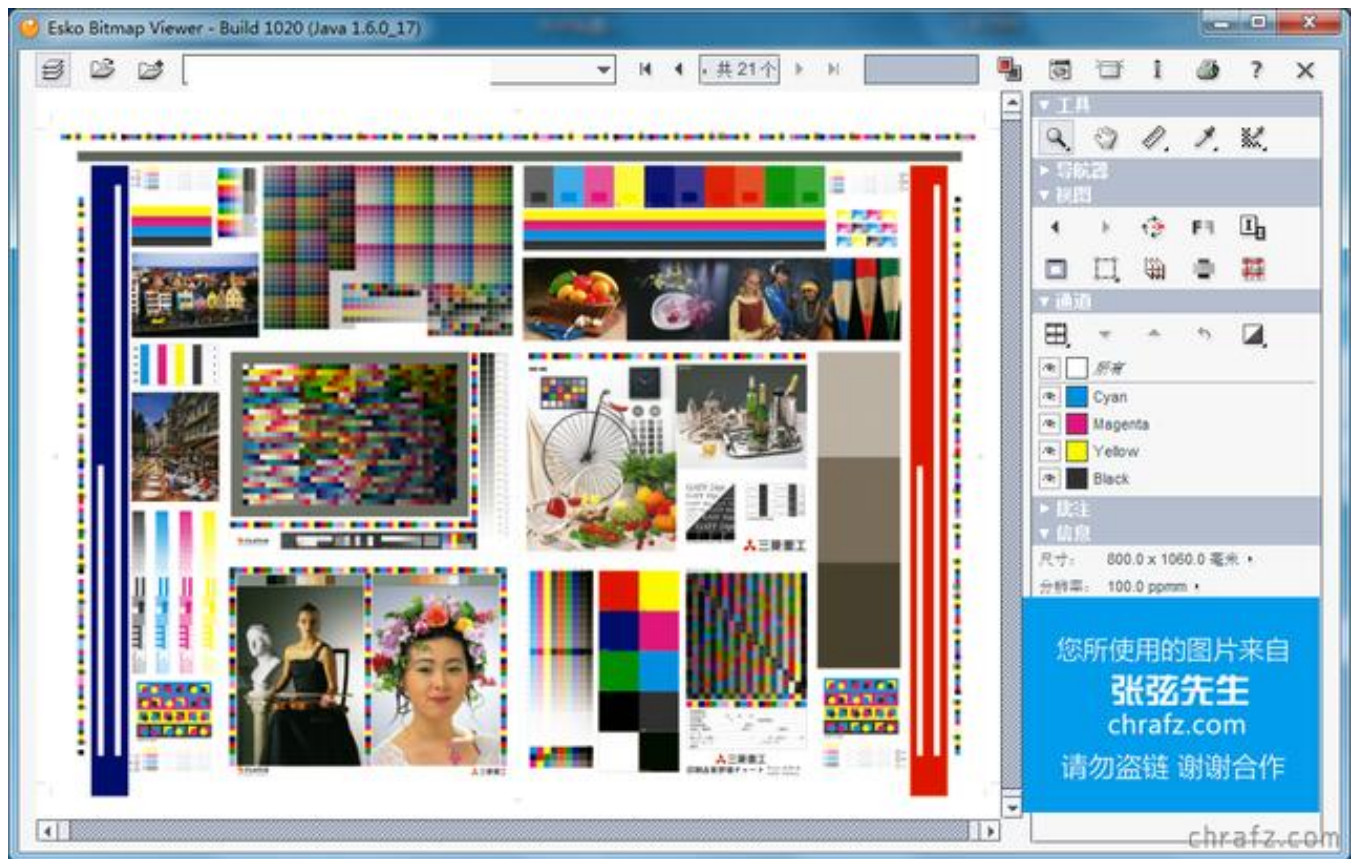 Esko Bitmap Viewer - Build 1020 (Java 1.6.0_17)
共 21个
工具
导航器
视图
通道
所有
Cyan
Magenta
Yellow
Black
批注
信息
尺寸: 800.0 x 1060.0 毫米
分辨率: 100.0 ppmm
三菱重工
三菱重工
三菱重工
您所使用的图片来自
张弦先生
chrafz.com
请勿盗链 谢谢合作
chrafz.com